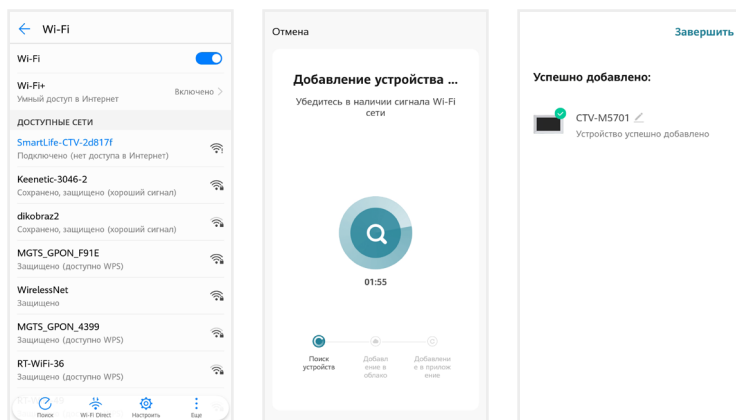 Wi-Fi
Wi-Fi
Wi-Fi+
Умный доступ в Интернет
Включено
ДОСТУПНЫЕ СЕТИ
SmartLife-CTV-2d817f
Подключено (нет доступа в Интернет)
Keenetic-3046-2
Сохранено, защищено (хороший сигнал)
dikobraz2
Сохранено, защищено (хороший сигнал)
MGTS_GPON_F91E
Защищено (доступно WPS)
WirelessNet
Защищено
MGTS_GPON_4399
Защищено (доступно WPS)
RT-WiFi-36
Защищено (доступно WPS)
Поиск
Wi-Fi Direct
Настроить
Еще
Отмена
Добавление устройства ...
Убедитесь в наличии сигнала Wi-Fi
сети
01:55
Поиск
устройств
Добавл
ение в
облако
Добавлени
е в прилож
ение
Завершить
Успешно добавлено:
CTV-M5701
Устройство успешно добавлено